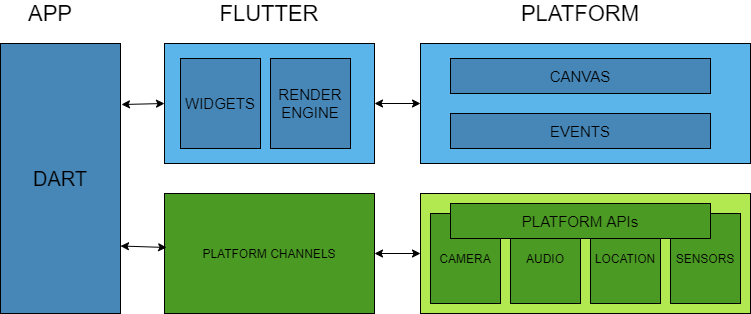 APP
FLUTTER
PLATFORM
DART
WIDGETS
RENDER
ENGINE
CANVAS
EVENTS
PLATFORM CHANNELS
PLATFORM APIs
CAMERA
AUDIO
LOCATION
SENSORS